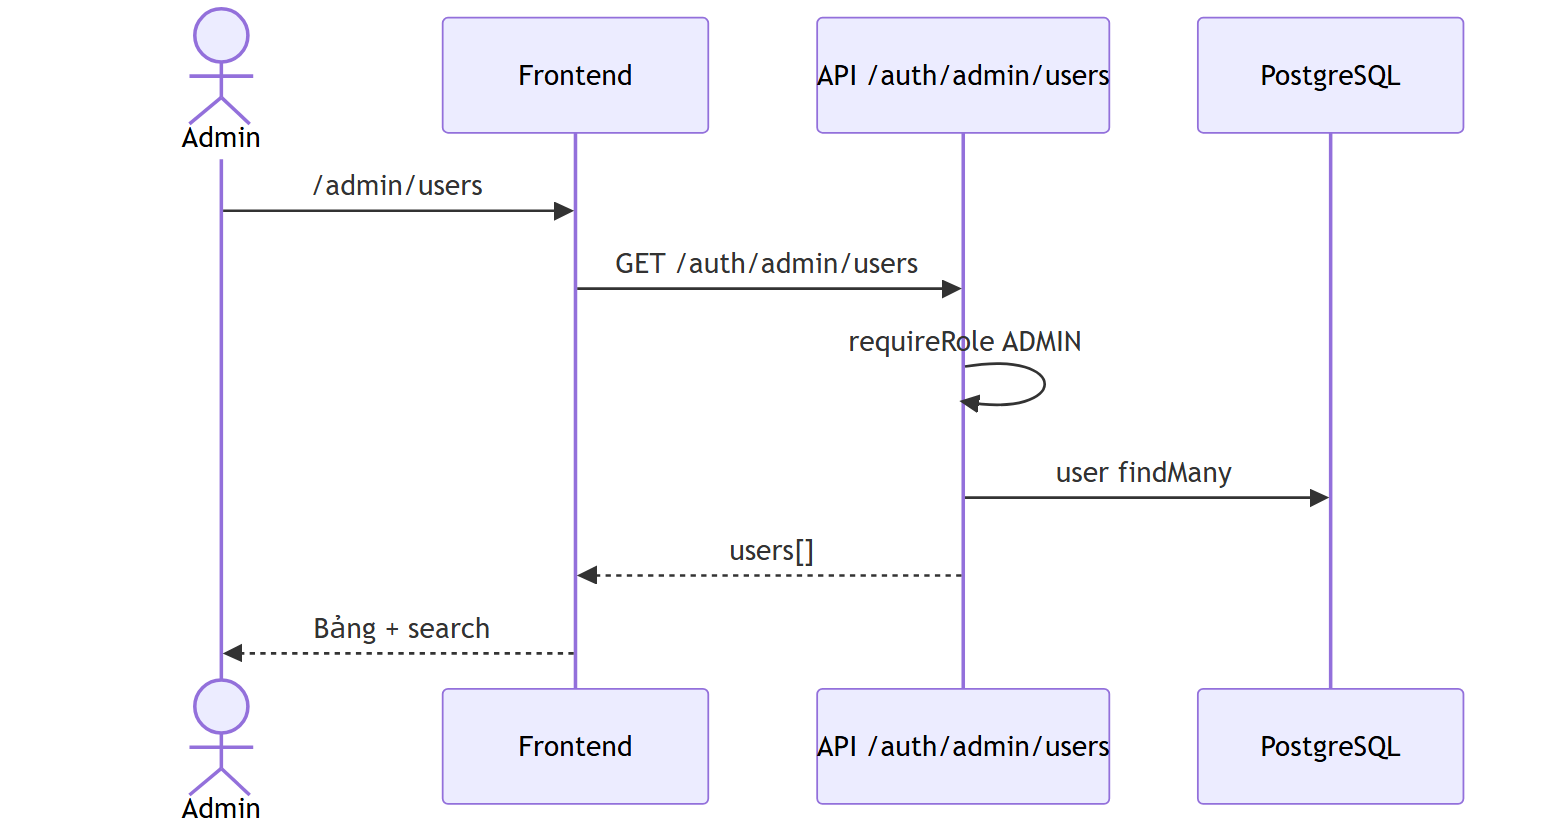 Admin
Frontend
API /auth/admin/users
PostgreSQL
/admin/users
GET /auth/admin/users
requireRole ADMIN
user findMany
users[]
Bảng + search
Admin
Frontend
API /auth/admin/users
PostgreSQL